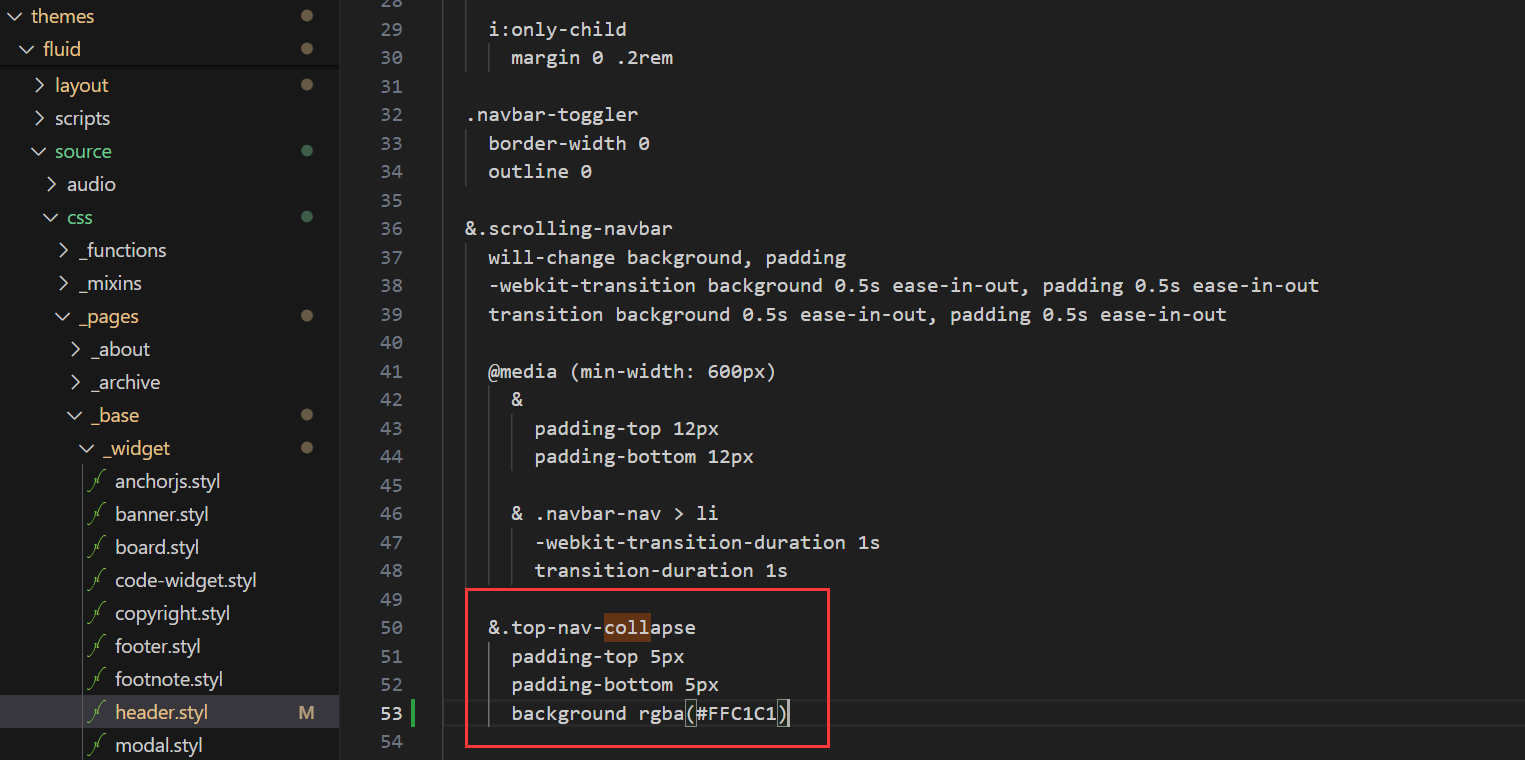 themes
fluid
layout
scripts
source
audio
css
_functions
_mixins
_pages
_about
_archive
_base
_widget
anchorjs.styl
banner.styl
board.styl
code-widget.styl
copyright.styl
footer.styl
footnote.styl
header.styl M
modal.styl
28
29 i:only-child
30 margin 0 .2rem
31
32 .navbar-toggler
33 border-width 0
34 outline 0
35
36 &.scrolling-navbar
37 will-change background, padding
38 -webkit-transition background 0.5s ease-in-out, padding 0.5s ease-in-out
39 transition background 0.5s ease-in-out, padding 0.5s ease-in-out
40
41 @media (min-width: 600px)
42 &
43 padding-top 12px
44 padding-bottom 12px
45
46 & .navbar-nav > li
47 -webkit-transition-duration 1s
48 transition-duration 1s
49
50 &.top-nav-collapse
51 padding-top 5px
52 padding-bottom 5px
53 background rgba(#FFC1C1)
54